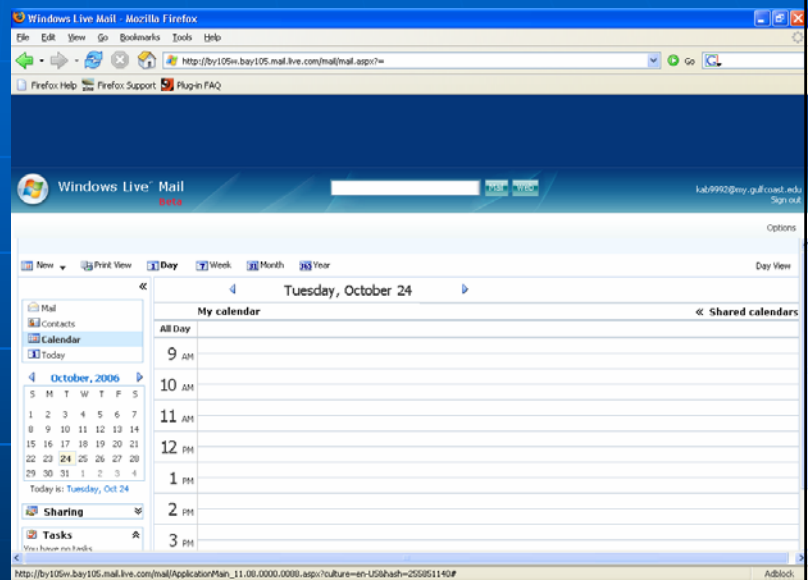 Windows Live Mail - Mozilla Firefox
File Edit View Go Bookmarks Tools Help
http://by105w.bay105.mail.live.com/mail/mail.aspx?=
Go
Firefox Help Firefox Support Plug-in FAQ
Windows Live™ Mail
Beta
Mail Web
kab9992@my.gulfcoast.edu
Sign out
Options
New Print View 1 Day 7 Week 31 Month 365 Year Day View
Tuesday, October 24
Mail
Contacts
Calendar
Today
October, 2006
S M T W T F S
1 2 3 4 5 6 7
8 9 10 11 12 13 14
15 16 17 18 19 20 21
22 23 24 25 26 27 28
29 30 31 1 2 3 4
Today is: Tuesday, Oct 24
Sharing
Tasks
You have no tasks
My calendar « Shared calendars
All Day
9 AM
10 AM
11 AM
12 PM
1 PM
2 PM
3 PM
http://by105w.bay105.mail.live.com/mail/ApplicationMain_11.08.0000.0008.aspx?culture=en-US&hash=255851140# Adblock